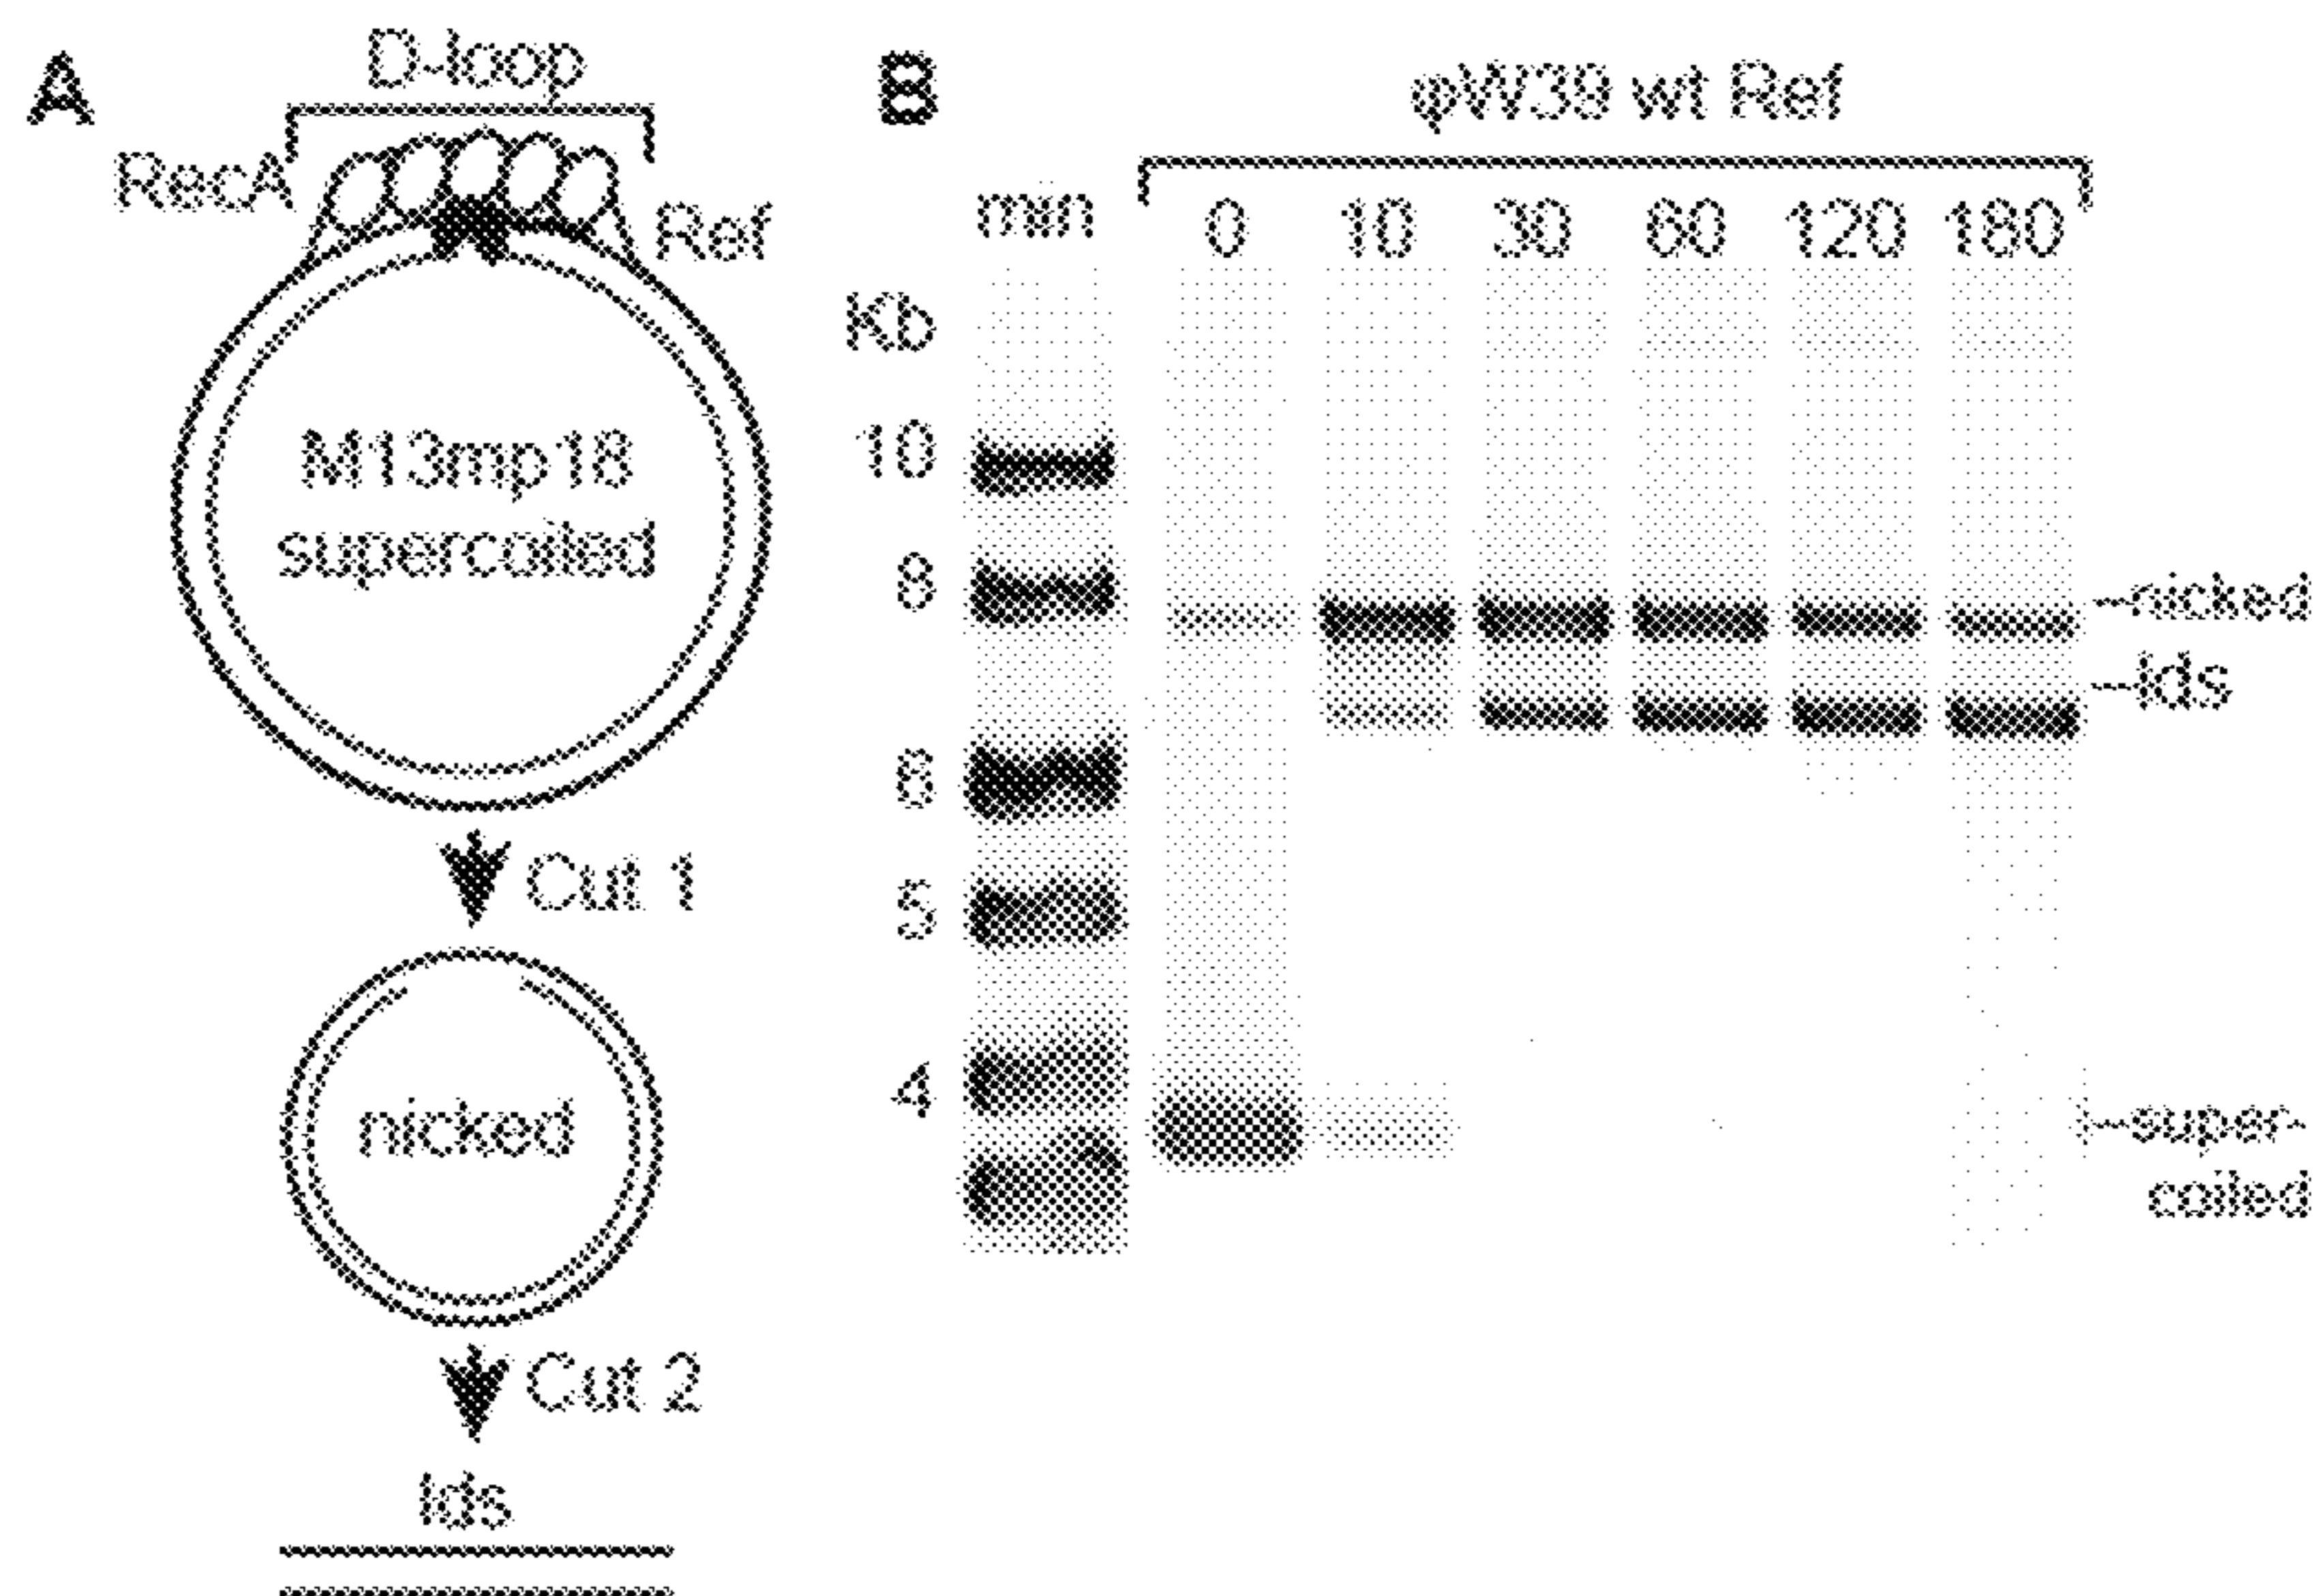 A
D-loop
RecA
Ref
M13mp18
supercoiled
Cut 1
nicked
Cut 2
lds
B
φW39 wt Ref
min 0 10 30 60 120 180
Kb
10
8
6
5
4
nicked
lds
super-
coiled